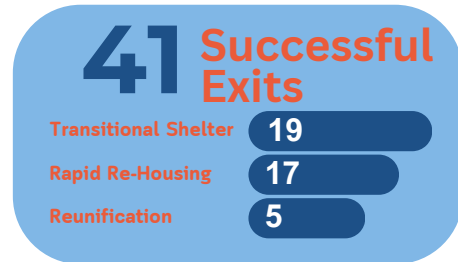 41 Successful
Exits
Transitional Shelter 19
Rapid Re-Housing 17
Reunification 5